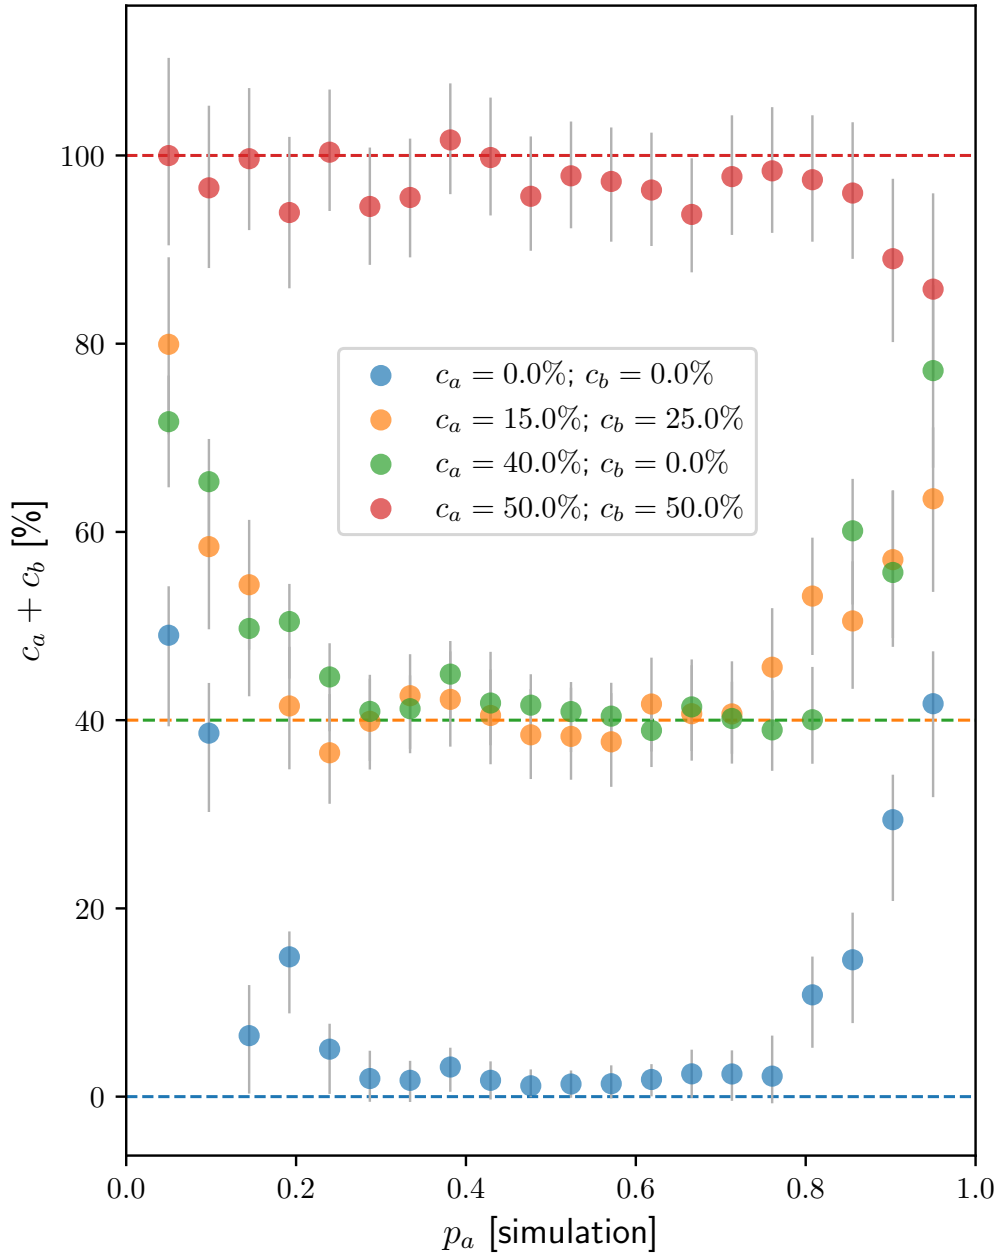 100
80
60
40
20
0
0.0 0.2 0.4 0.6 0.8 1.0
c_a + c_b [%]
p_a [simulation]
c_a = 0.0%; c_b = 0.0%
c_a = 15.0%; c_b = 25.0%
c_a = 40.0%; c_b = 0.0%
c_a = 50.0%; c_b = 50.0%